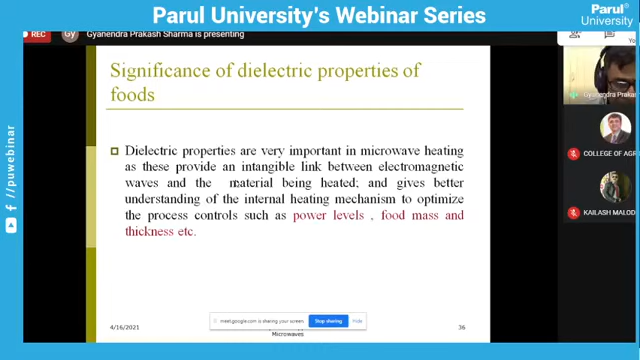 Parul University's Webinar Series
Parul®
University
REC
Gy
Gyanendra Prakash Sharma is presenting
Yo
Significance of dielectric properties of
foods
Gyanendra Prakas
Dielectric properties are very important in microwave heating
as these provide an intangible link between electromagnetic
waves and the material being heated; and gives better
understanding of the internal heating mechanism to optimize
the process controls such as power levels , food mass and
thickness etc.
COLLEGE OF AGR
KAILASH MALOD
/puwebinar
meet.google.com is sharing your screen.
Stop sharing
Hide
4/16/2021
Microwaves
36